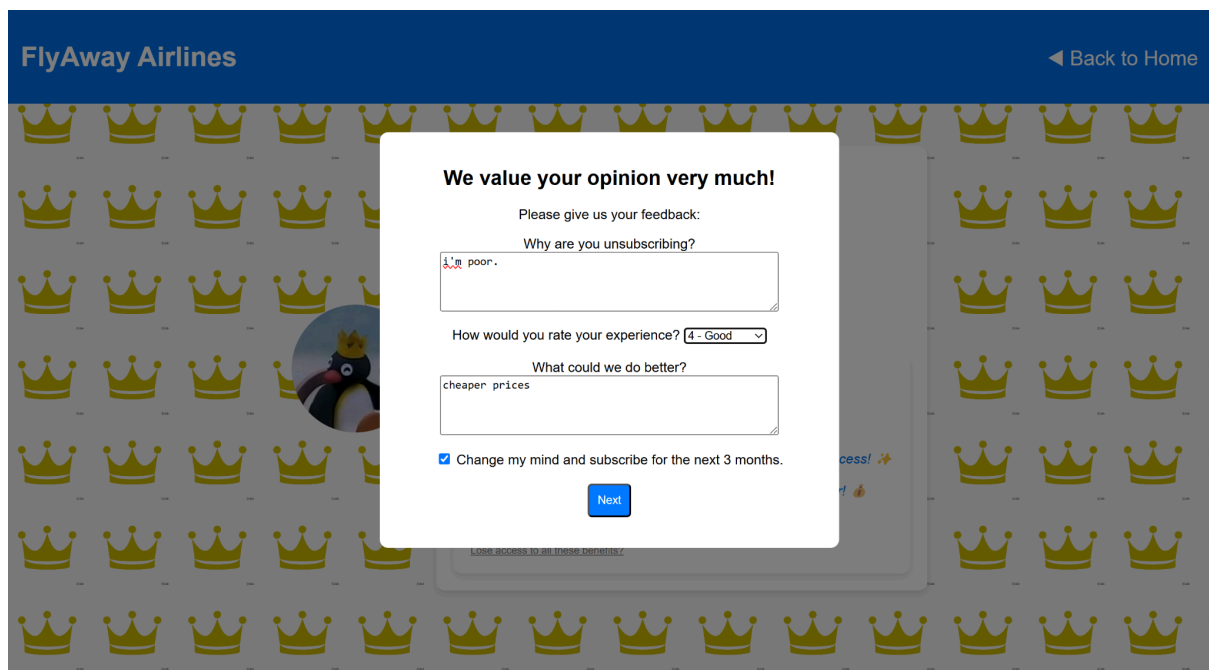 FlyAway Airlines
◀ Back to Home
We value your opinion very much!
Please give us your feedback:
Why are you unsubscribing?
i'm poor.
How would you rate your experience? 4 - Good
What could we do better?
cheaper prices
Change my mind and subscribe for the next 3 months.
cess! ✨
r! 💰
Next
Lose access to all these benefits?